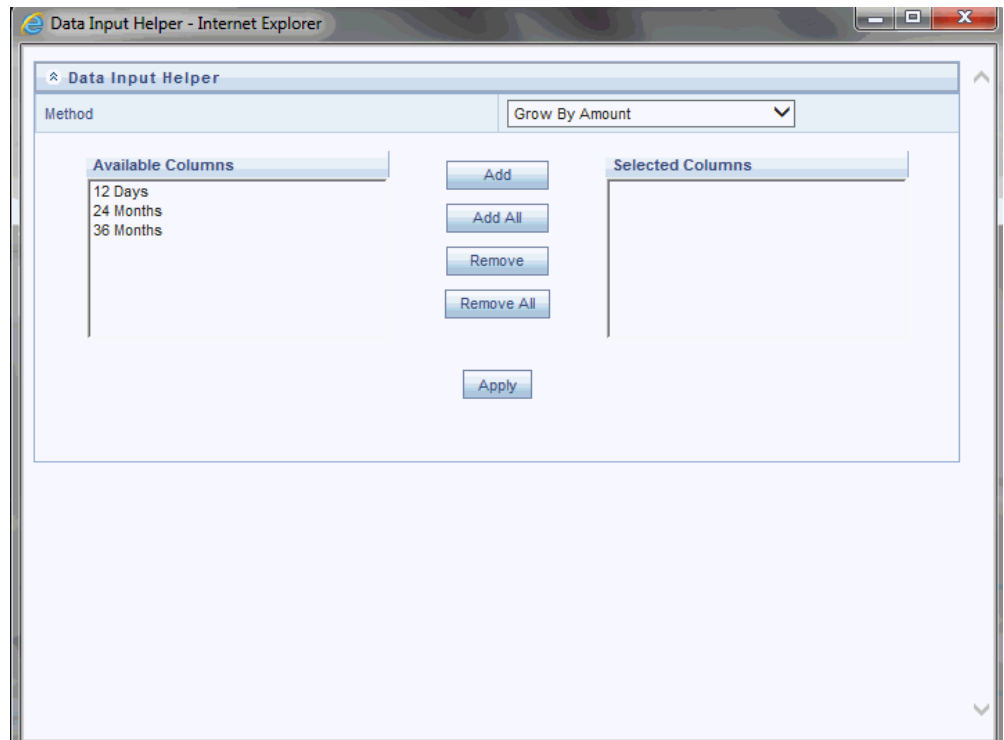 Data Input Helper - Internet Explorer
Data Input Helper
Method
Grow By Amount
Available Columns
12 Days
24 Months
36 Months
Add
Add All
Remove
Remove All
Selected Columns
Apply